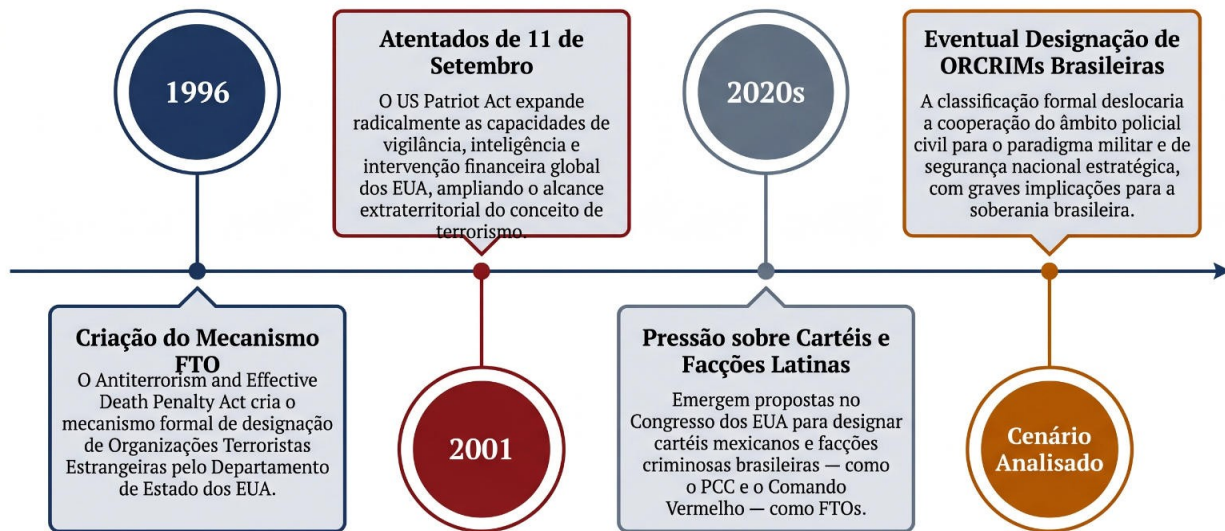 1996
Criação do Mecanismo
FTO
O Antiterrorism and Effective
Death Penalty Act cria o
mecanismo formal de designação
de Organizações Terroristas
Estrangeiras pelo Departamento
de Estado dos EUA.
Atentados de 11 de
Setembro
O US Patriot Act expande
radicalmente as capacidades de
vigilância, inteligência e
intervenção financeira global
dos EUA, ampliando o alcance
extraterritorial do conceito de
terrorismo.
2001
2020s
Pressão sobre Cartéis e
Facções Latinas
Emergem propostas no
Congresso dos EUA para designar
cartéis mexicanos e facções
criminosas brasileiras — como
o PCC e o Comando
Vermelho — como FTOs.
Eventual Designação de
ORCRIMs Brasileiras
A classificação formal deslocaria
a cooperação do âmbito policial
civil para o paradigma militar e de
segurança nacional estratégica,
com graves implicações para a
soberania brasileira.
Cenário
Analisado